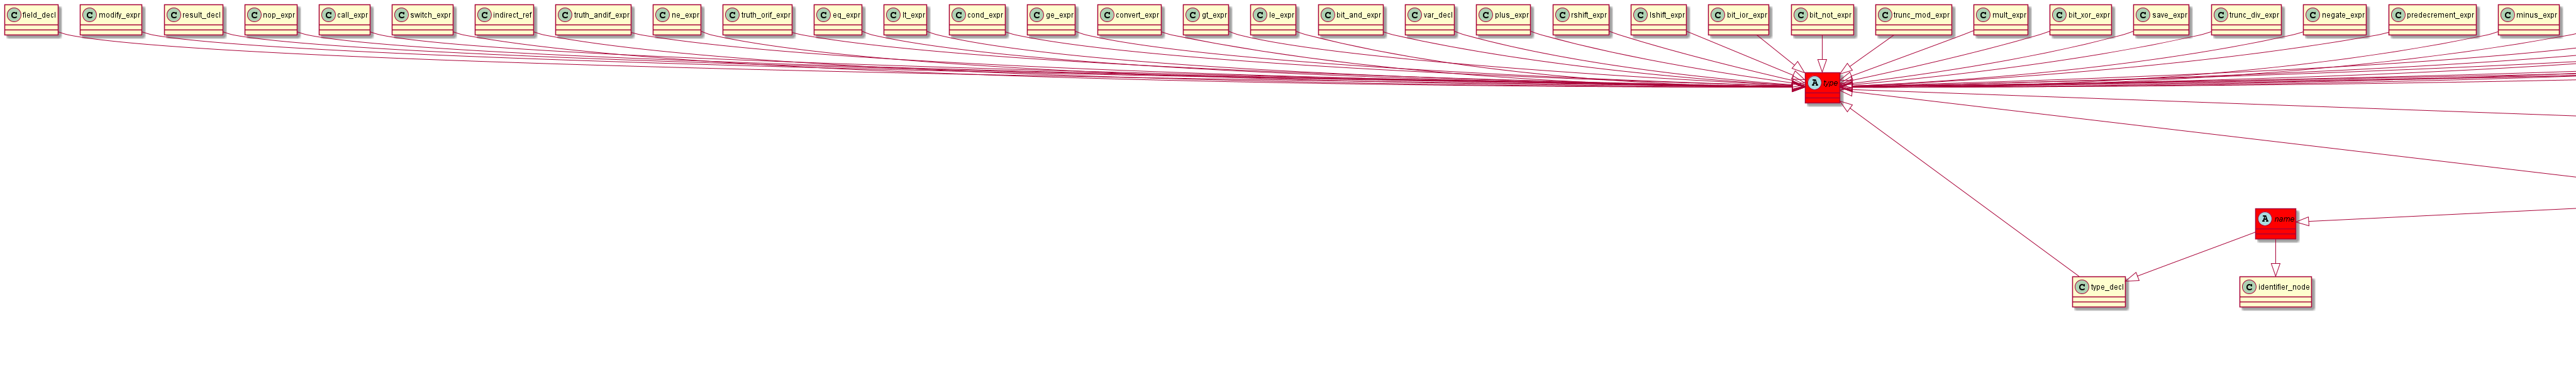 C field_decl
C modify_expr
C result_decl
C nop_expr
C call_expr
C switch_expr
C indirect_ref
C truth_andif_expr
C ne_expr
C truth_orif_expr
C eq_expr
C lt_expr
C cond_expr
C ge_expr
C convert_expr
C gt_expr
C le_expr
C bit_and_expr
C var_decl
C plus_expr
C rshift_expr
C lshift_expr
C bit_ior_expr
C bit_not_expr
C trunc_mod_expr
C mult_expr
C bit_xor_expr
C save_expr
C trunc_div_expr
C negate_expr
C predecrement_expr
C minus_expr
A type
A name
C type_decl
C identifier_node